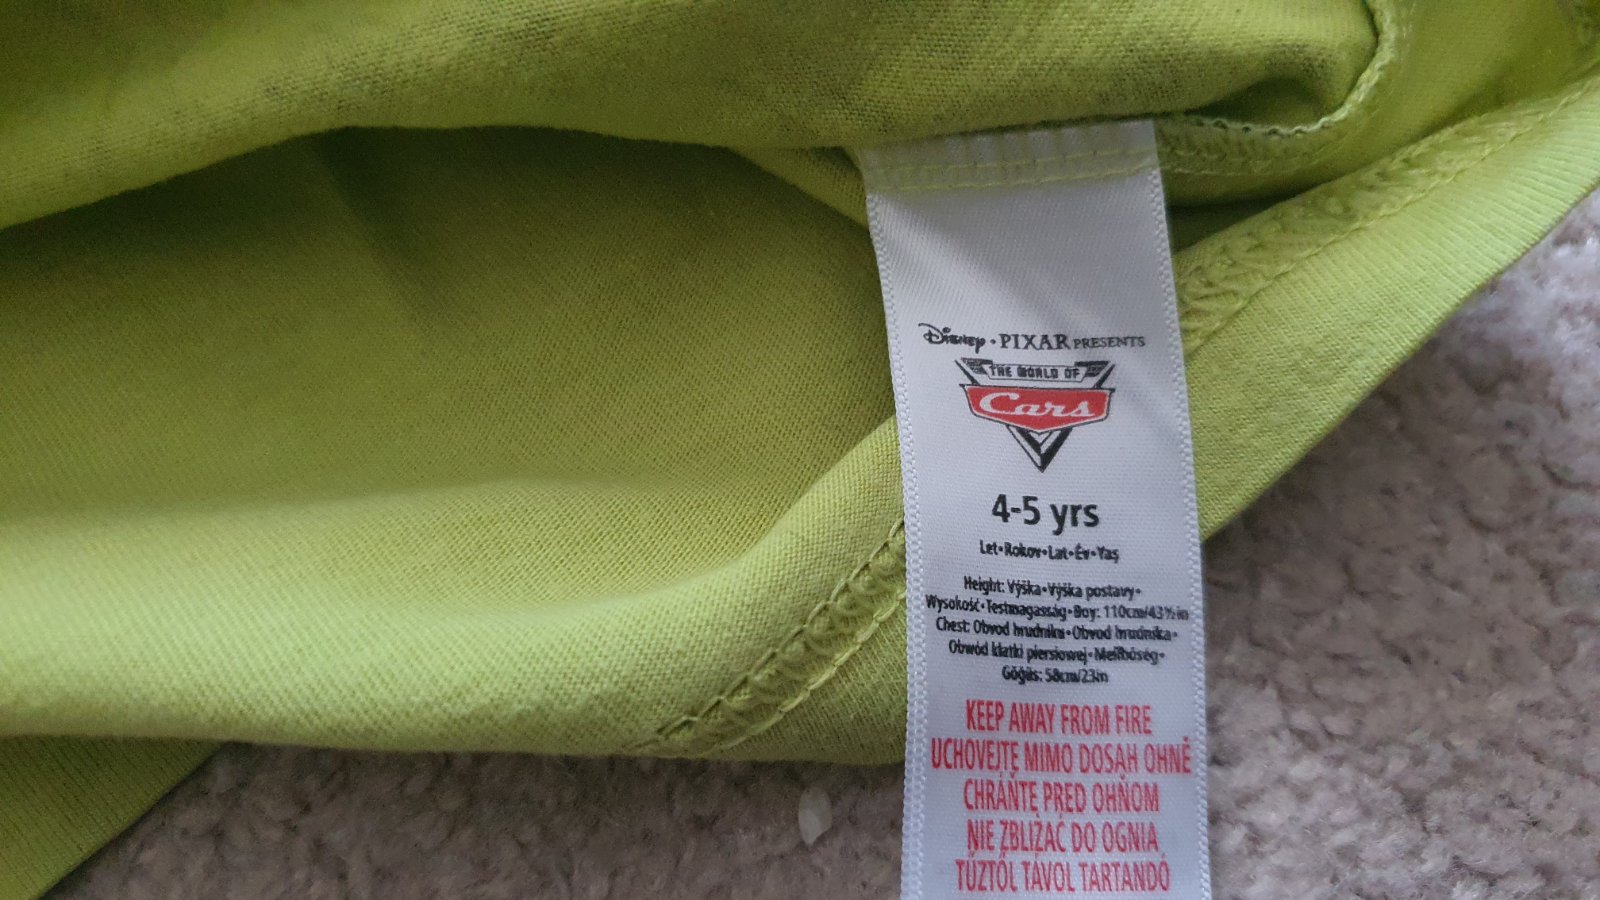 Disney • PIXAR PRESENTS
THE WORLD OF
Cars
4-5 yrs
Let•Rokov•Lat•Év•Yaş
Height: Výška•Výška postavy•
Wysokość•Testmagasság•Boy: 110cm/43½in
Chest: Obvod hrudníku•Obvod hrudníka•
Obwód klatki piersiowej•Mellbőség•
Göğüs: 58cm/23in
KEEP AWAY FROM FIRE
UCHOVEJTE MIMO DOSAH OHNĚ
CHRÁŇTE PRED OHŇOM
NIE ZBLIŻAĆ DO OGNIA
TŰZTŐL TÁVOL TARTANDÓ